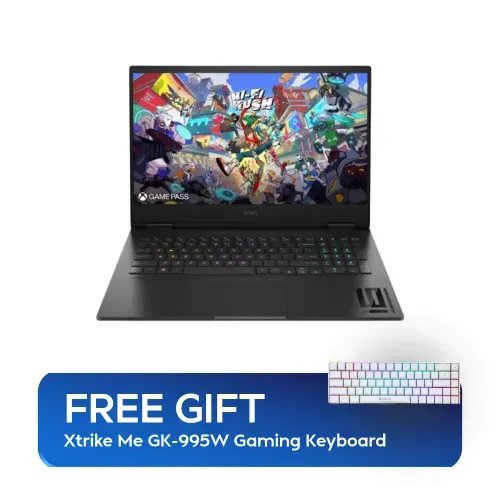 HI-FI
RUSH
GAME PASS
FREE GIFT
Xtrike Me GK-995W Gaming Keyboard